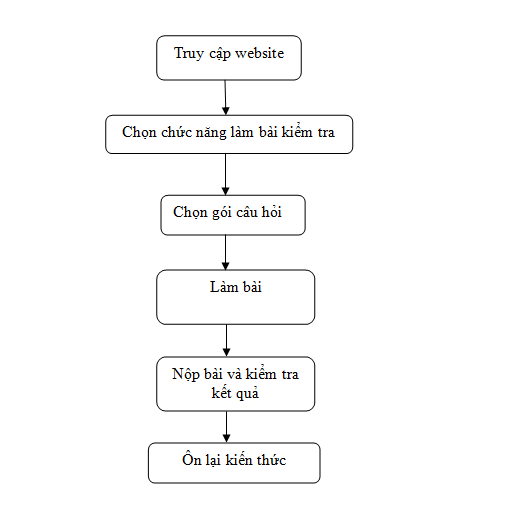 Truy cập website
Chọn chức năng làm bài kiểm tra
Chọn gói câu hỏi
Làm bài
Nộp bài và kiểm tra
kết quả
Ôn lại kiến thức